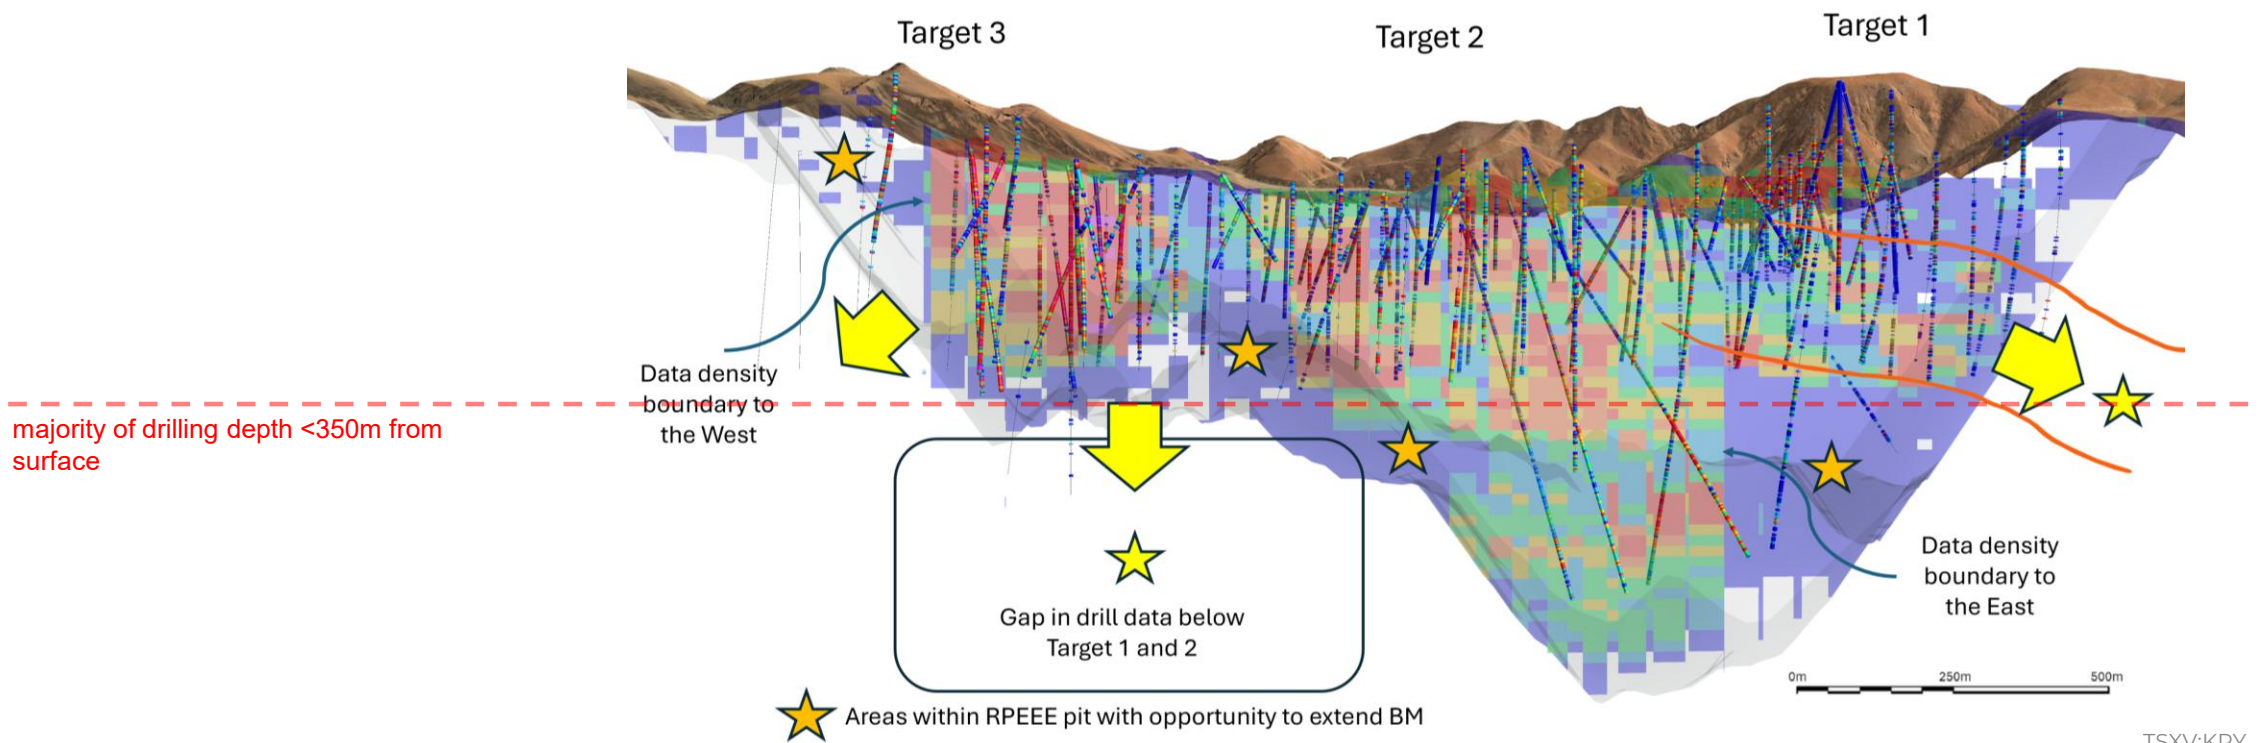 Target 3
Target 2
Target 1
Data density
boundary to
the West
majority of drilling depth <350m from
surface
Gap in drill data below
Target 1 and 2
Data density
boundary to
the East
0m 250m 500m
Areas within RPEEE pit with opportunity to extend BM